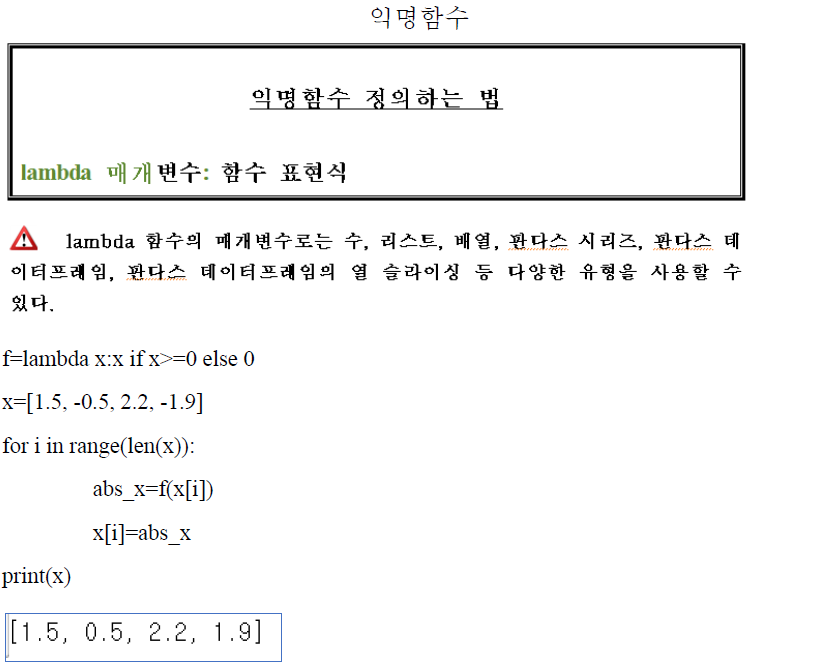 익명함수
익명함수 정의하는 법
lambda 매개변수: 함수 표현식
lambda 함수의 매개변수로는 수, 리스트, 배열, 판다스 시리즈, 판다스 데
이터프레임, 판다스 데이터프레임의 열 슬라이싱 등 다양한 유형을 사용할 수
있다.
f=lambda x:x if x>=0 else 0
x=[1.5, -0.5, 2.2, -1.9]
for i in range(len(x)):
abs_x=f(x[i])
x[i]=abs_x
print(x)
[1.5, 0.5, 2.2, 1.9]